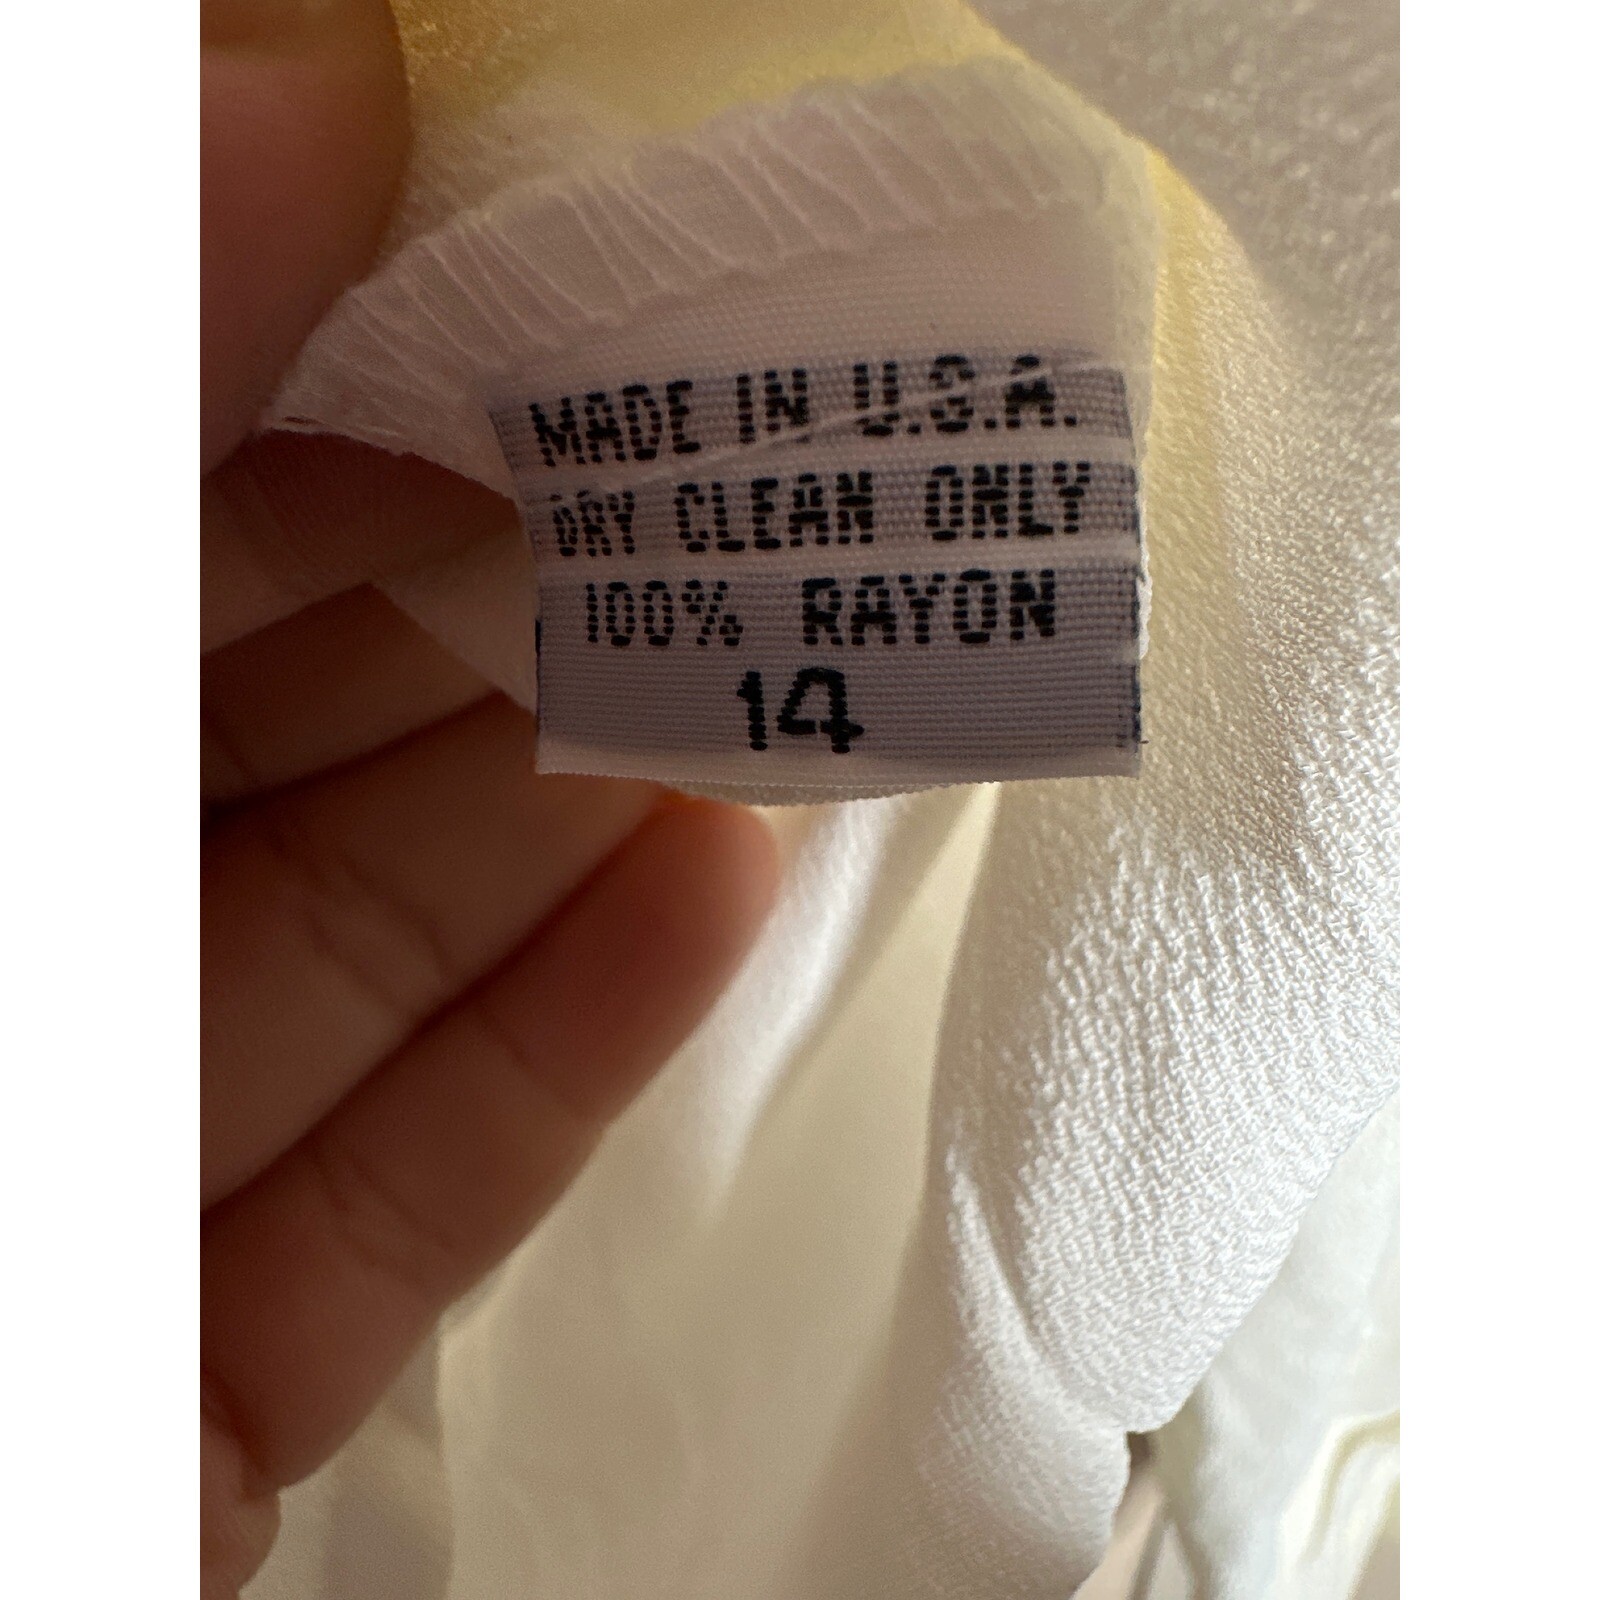 MADE IN U.S.A.
DRY CLEAN ONLY
100% RAYON
14